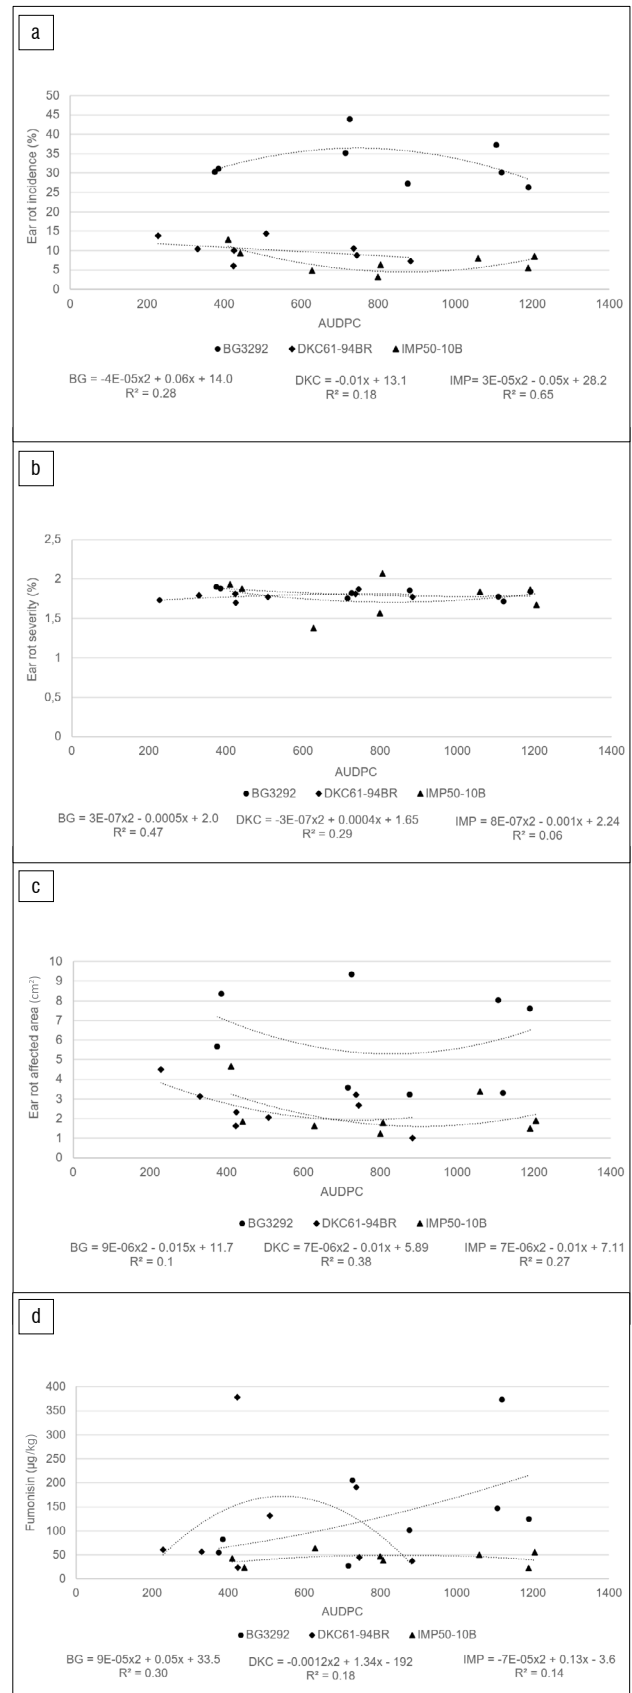 a
50
45
40
35
30
25
20
15
10
5
0
Ear rot incidence (%)
0 200 400 600 800 1000 1200 1400
AUDPC
BG3292 DKC61-94BR IMP50-10B
BG = -4E-05x2 + 0.06x + 14.0 DKC = -0.01x + 13.1 IMP= 3E-05x2 - 0.05x + 28.2
R² = 0.28 R² = 0.18 R² = 0.65
b
2,5
2
1,5
1
0,5
0
Ear rot severity (%)
0 200 400 600 800 1000 1200 1400
AUDPC
BG3292 DKC61-94BR IMP50-10B
BG = 3E-07x2 - 0.0005x + 2.0 DKC = -3E-07x2 + 0.0004x + 1.65 IMP = 8E-07x2 - 0.001x + 2.24
R² = 0.47 R² = 0.29 R² = 0.06
c
10
9
8
7
6
5
4
3
2
1
0
Ear rot affected area (cm²)
0 200 400 600 800 1000 1200 1400
AUDPC
BG3292 DKC61-94BR IMP50-10B
BG = 9E-06x2 - 0.015x + 11.7 DKC = 7E-06x2 - 0.01x + 5.89 IMP = 7E-06x2 - 0.01x + 7.11
R² = 0.1 R² = 0.38 R² = 0.27
d
400
350
300
250
200
150
100
50
0
Fumonisin (µg/kg)
0 200 400 600 800 1000 1200 1400
AUDPC
BG3292 DKC61-94BR IMP50-10B
BG = 9E-05x2 + 0.05x + 33.5 DKC = -0.0012x2 + 1.34x - 192 IMP = -7E-05x2 + 0.13x - 3.6
R² = 0.30 R² = 0.18 R² = 0.14